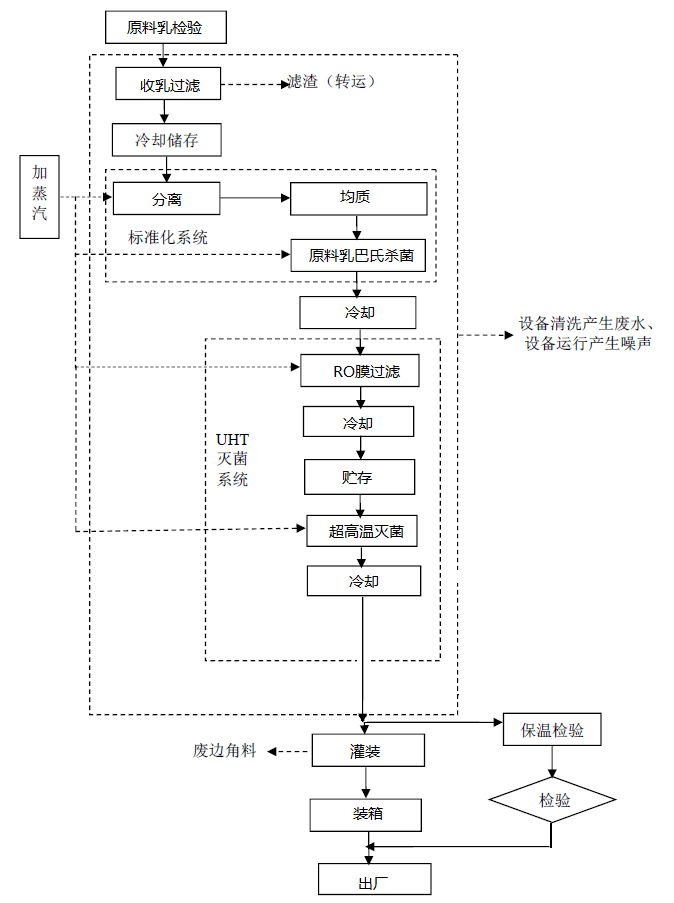 原料乳检验
收乳过滤
滤渣（转运）
冷却储存
加
蒸
汽
分离
均质
标准化系统
原料乳巴氏杀菌
冷却
设备清洗产生废水、
设备运行产生噪声
RO膜过滤
冷却
UHT
灭菌
系统
贮存
超高温灭菌
冷却
保温检验
废边角料
灌装
检验
装箱
出厂